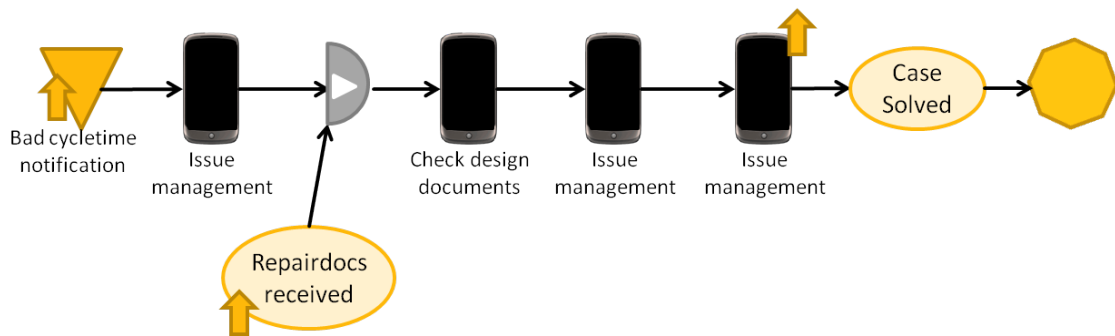 Bad cycletime
notification
Issue
management
Check design
documents
Issue
management
Issue
management
Case
Solved
Repairdocs
received